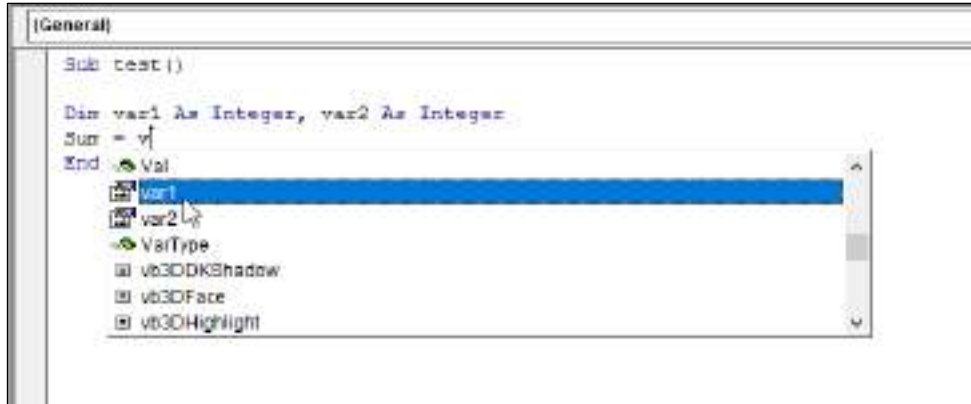 (General)
Sub test()
Dim var1 As Integer, var2 As Integer
Sum = v
End
Val
var1
var2
VarType
vb3DDKShadow
vb3DFace
vb3DHighlight